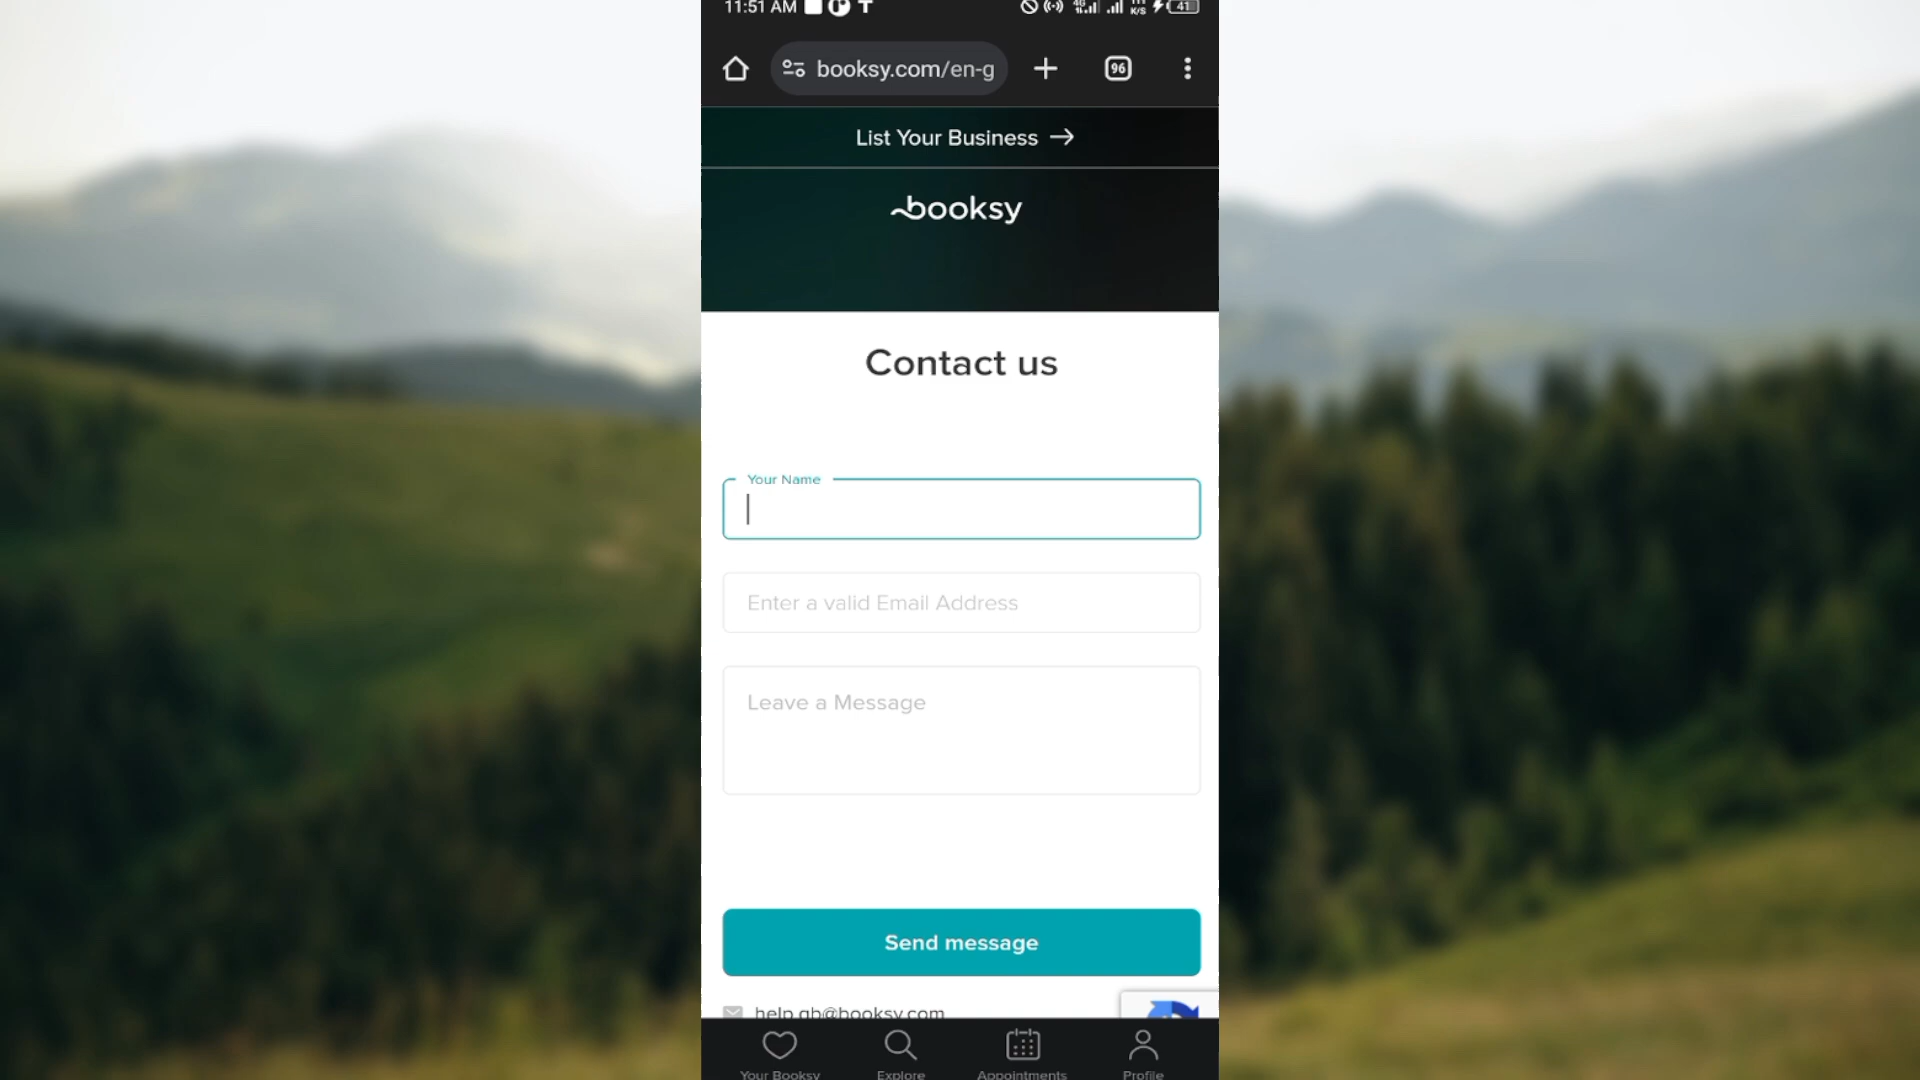 11:51 AM
41
booksy.com/en-g
96
List Your Business →
booksy
Contact us
Your Name
Enter a valid Email Address
Leave a Message
Send message
help.gb@booksy.com
Your Booksy
Explore
Appointments
Profile